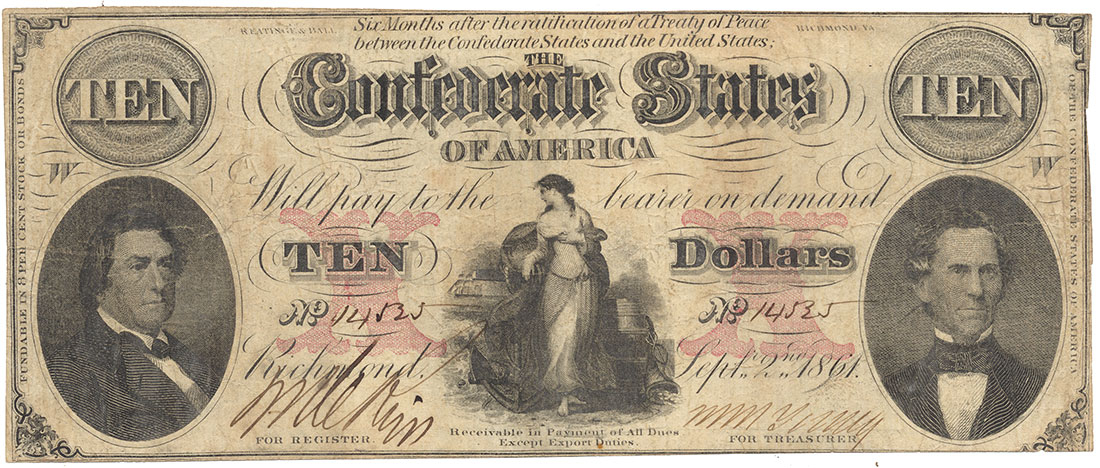 KEATINGE & BALL
Six Months after the ratification of a Treaty of Peace
RICHMOND, VA
between the Confederate States and the United States;
TEN
THE
Confederate States
OF AMERICA
TEN
W
W
Will pay to the bearer on demand
X X
TEN Dollars
No 14535 No 14535
Richmond, Sept. 2nd 1861.
FOR REGISTER.
Receivable in Payment of All Dues
Except Export Duties.
FOR TREASURER
FUNDABLE IN 8 PER CENT STOCK OR BONDS
OF THE CONFEDERATE STATES OF AMERICA